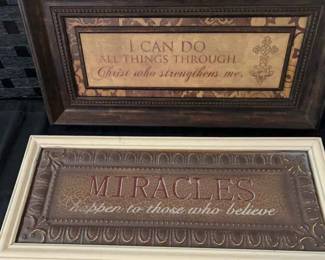 I CAN DO
ALL THINGS THROUGH
Christ who strengthens me.
MIRACLES
happen to those who believe